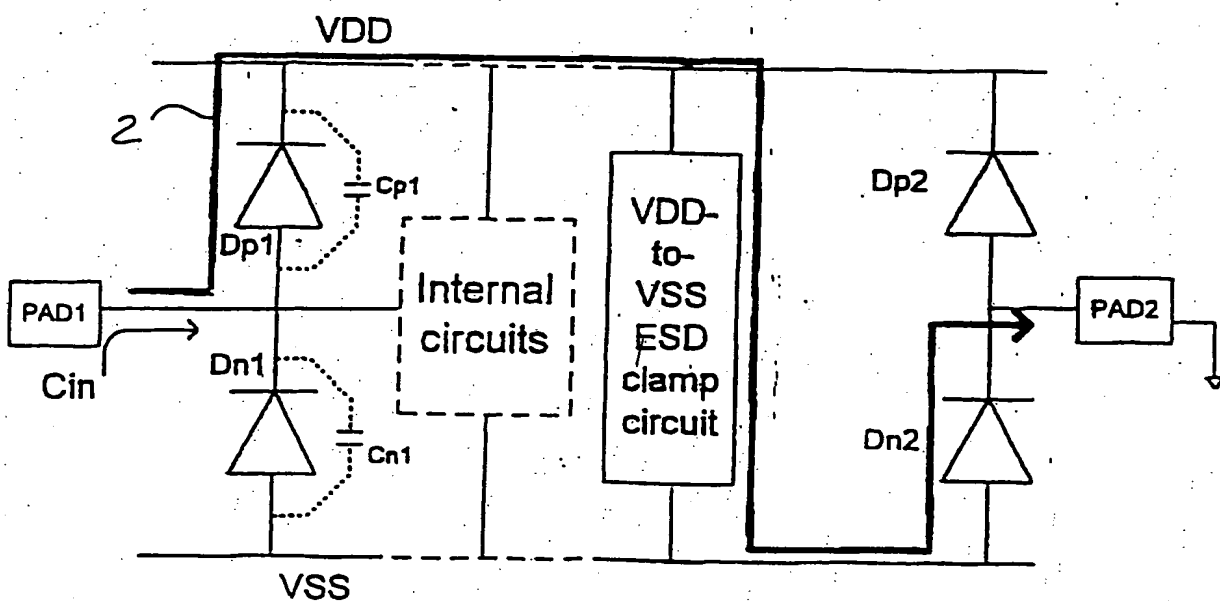 VDD
2
Cp1
Dp1
Dp2
VDD-
to-
VSS
ESD
clamp
circuit
Internal
circuits
PAD1
PAD2
Cin
Dn1
Cn1
Dn2
VSS